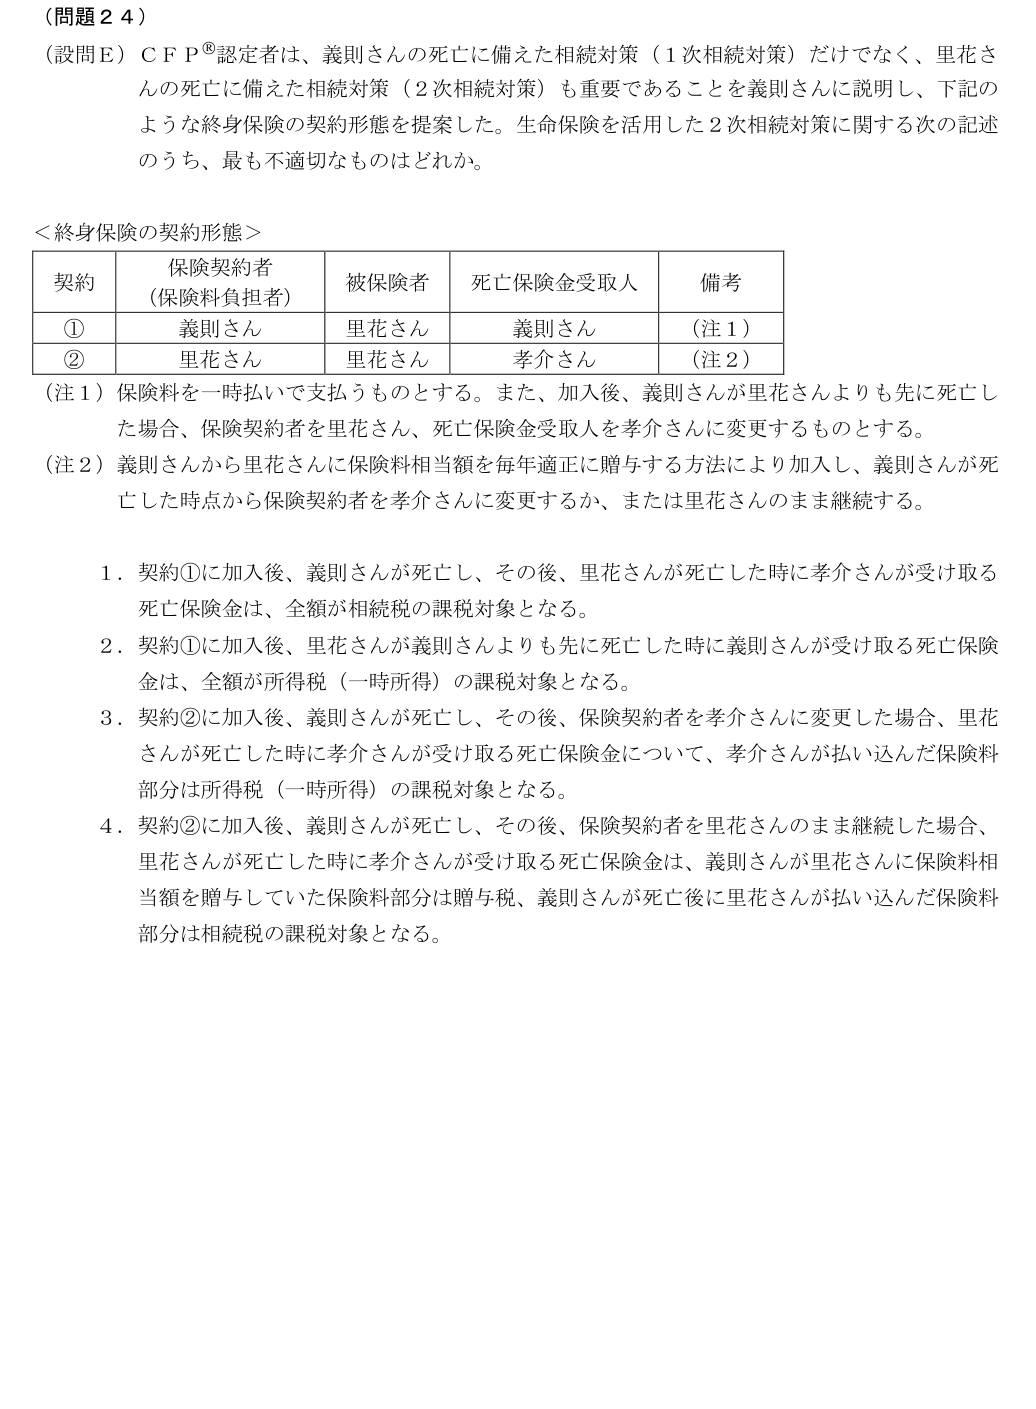 （問題２４）
（設問Ｅ）ＣＦＰ®認定者は、義則さんの死亡に備えた相続対策（１次相続対策）だけでなく、里花さ
んの死亡に備えた相続対策（２次相続対策）も重要であることを義則さんに説明し、下記の
ような終身保険の契約形態を提案した。生命保険を活用した２次相続対策に関する次の記述
のうち、最も不適切なものはどれか。
＜終身保険の契約形態＞
契約 保険契約者（保険料負担者） 被保険者 死亡保険金受取人 備考
① 義則さん 里花さん 義則さん （注１）
② 里花さん 里花さん 孝介さん （注２）
（注１）保険料を一時払いで支払うものとする。また、加入後、義則さんが里花さんよりも先に死亡し
た場合、保険契約者を里花さん、死亡保険金受取人を孝介さんに変更するものとする。
（注２）義則さんから里花さんに保険料相当額を毎年適正に贈与する方法により加入し、義則さんが死
亡した時点から保険契約者を孝介さんに変更するか、または里花さんのまま継続する。
１．契約①に加入後、義則さんが死亡し、その後、里花さんが死亡した時に孝介さんが受け取る
死亡保険金は、全額が相続税の課税対象となる。
２．契約①に加入後、里花さんが義則さんよりも先に死亡した時に義則さんが受け取る死亡保険
金は、全額が所得税（一時所得）の課税対象となる。
３．契約②に加入後、義則さんが死亡し、その後、保険契約者を孝介さんに変更した場合、里花
さんが死亡した時に孝介さんが受け取る死亡保険金について、孝介さんが払い込んだ保険料
部分は所得税（一時所得）の課税対象となる。
４．契約②に加入後、義則さんが死亡し、その後、保険契約者を里花さんのまま継続した場合、
里花さんが死亡した時に孝介さんが受け取る死亡保険金は、義則さんが里花さんに保険料相
当額を贈与していた保険料部分は贈与税、義則さんが死亡後に里花さんが払い込んだ保険料
部分は相続税の課税対象となる。